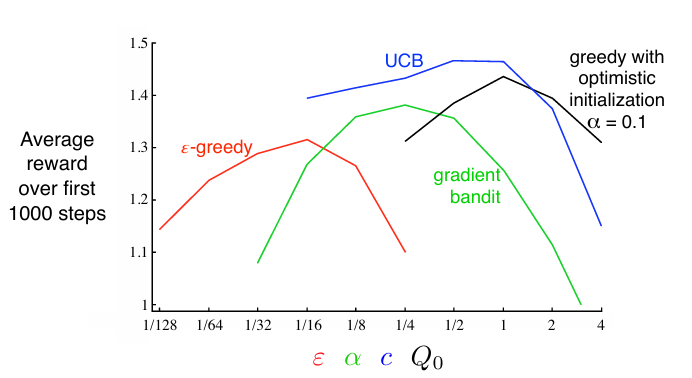 1.5
1.4
1.3
1.2
1.1
1
Average
reward
over first
1000 steps
ε-greedy
UCB
gradient
bandit
greedy with
optimistic
initialization
α = 0.1
1/128 1/64 1/32 1/16 1/8 1/4 1/2 1 2 4
ε α c Q₀